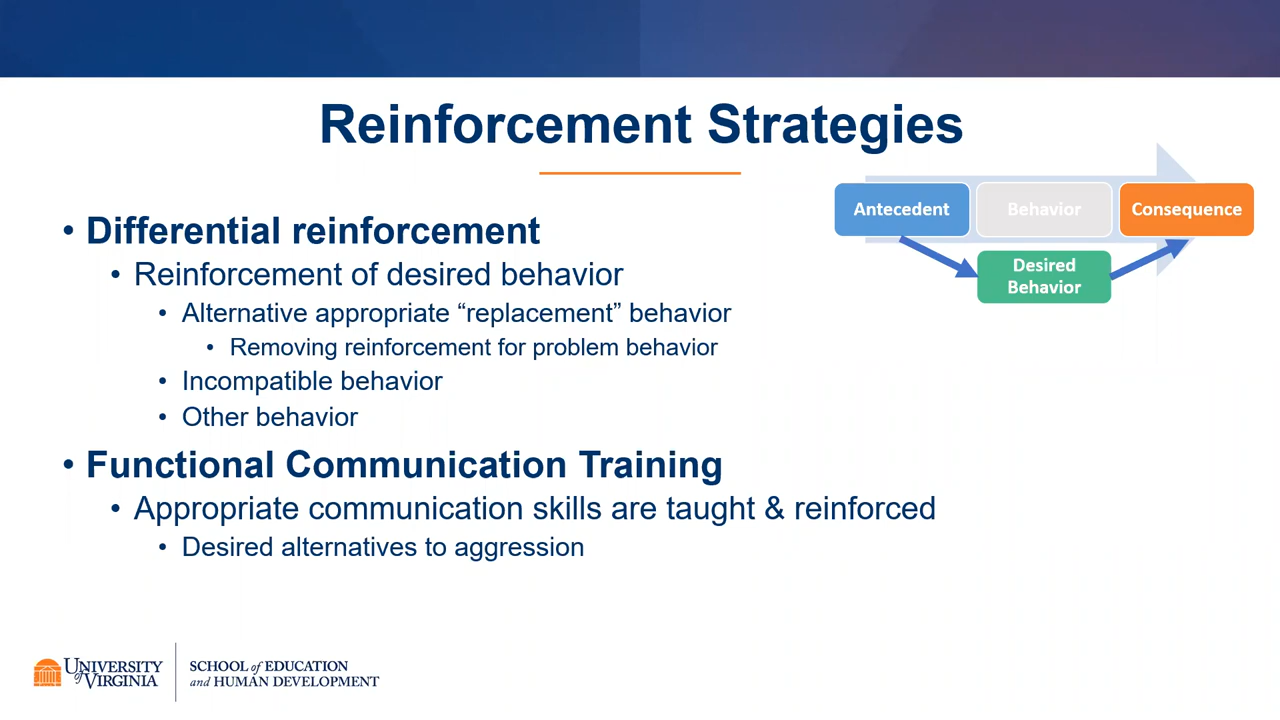 Reinforcement Strategies
• Differential reinforcement
• Reinforcement of desired behavior
• Alternative appropriate “replacement” behavior
• Removing reinforcement for problem behavior
• Incompatible behavior
• Other behavior
• Functional Communication Training
• Appropriate communication skills are taught & reinforced
• Desired alternatives to aggression
Antecedent
Behavior
Consequence
Desired
Behavior
UNIVERSITY
of VIRGINIA
SCHOOL of EDUCATION
and HUMAN DEVELOPMENT